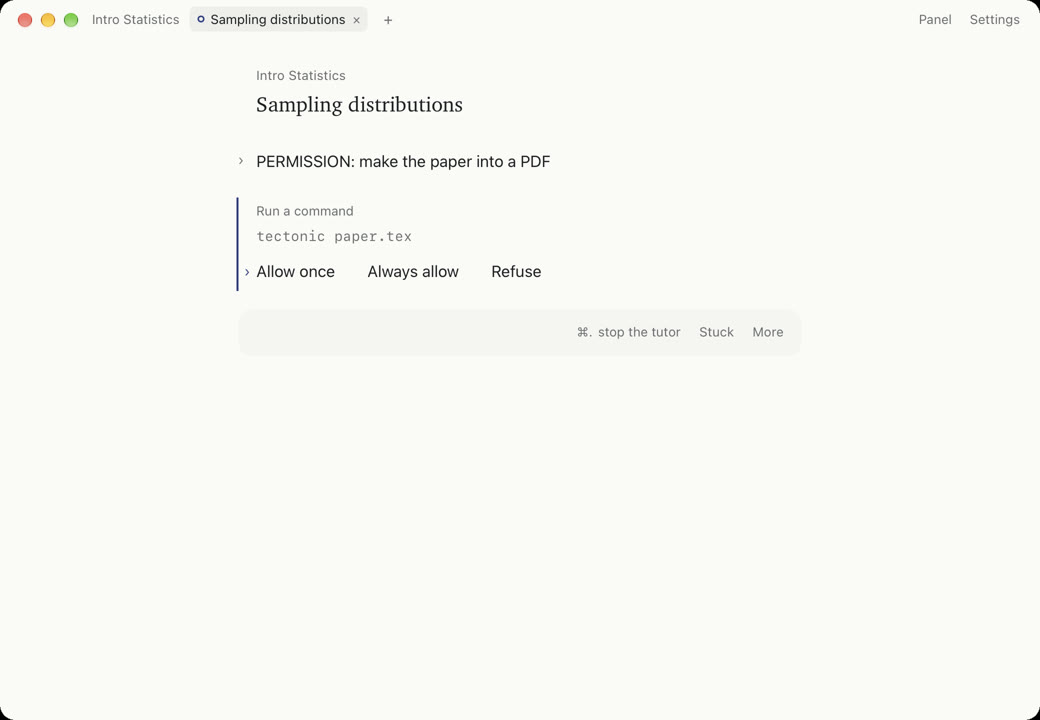 Intro Statistics
Sampling distributions ×
+
Panel Settings
Intro Statistics
Sampling distributions
› PERMISSION: make the paper into a PDF
Run a command
tectonic paper.tex
› Allow once Always allow Refuse
⌘. stop the tutor Stuck More